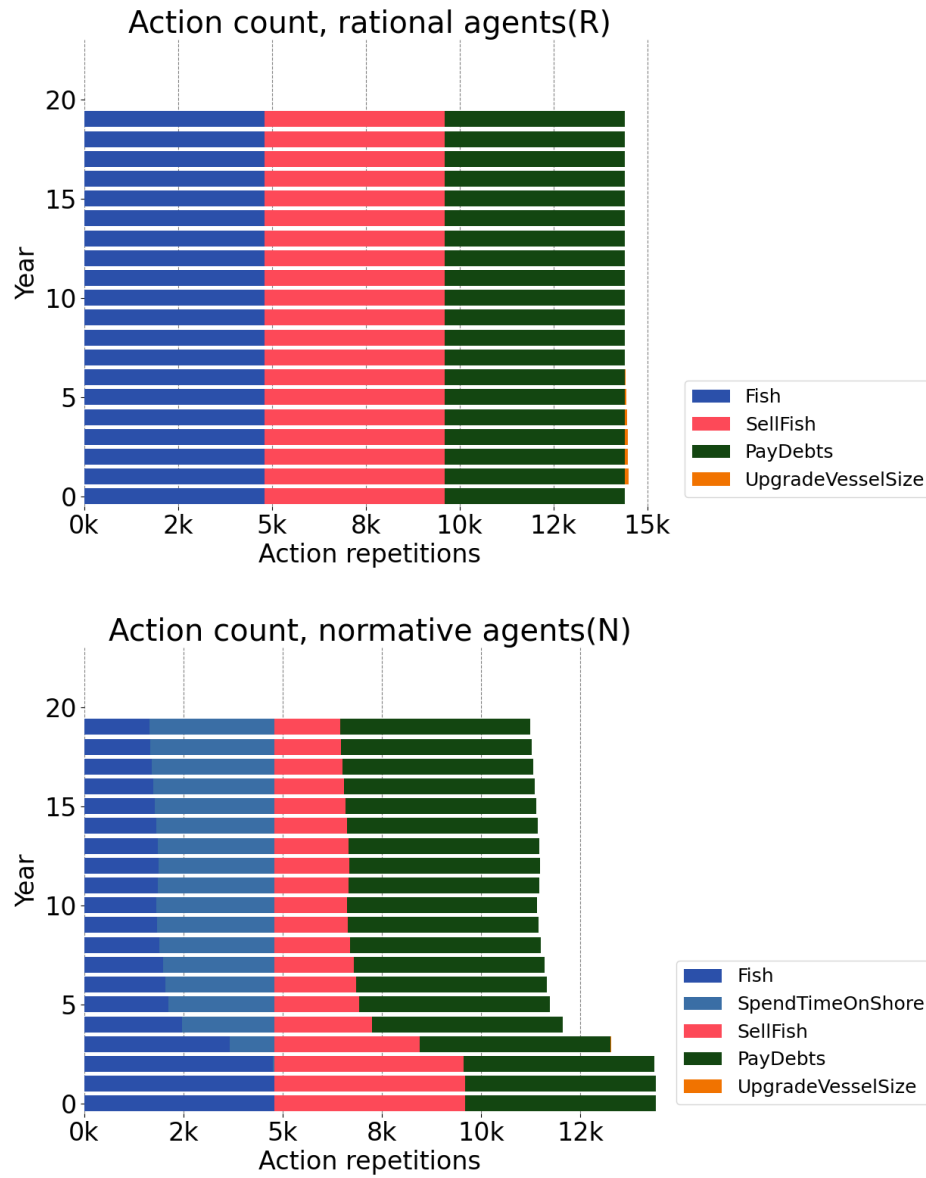 Action count, rational agents(R)
20
15
10
5
0
Year
0k 2k 5k 8k 10k 12k 15k
Action repetitions
Fish
SellFish
PayDebts
UpgradeVesselSize
Action count, normative agents(N)
20
15
10
5
0
Year
0k 2k 5k 8k 10k 12k
Action repetitions
Fish
SpendTimeOnShore
SellFish
PayDebts
UpgradeVesselSize